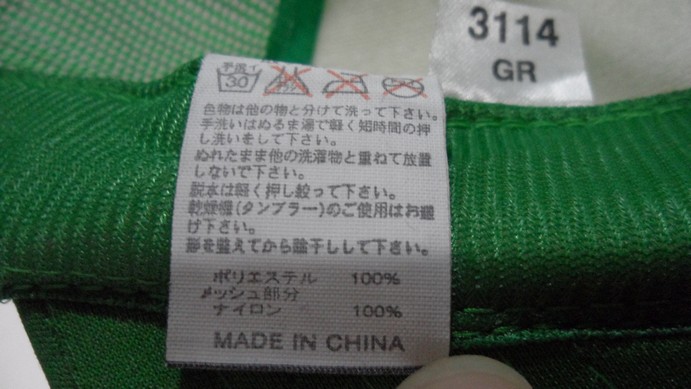 3114
GR
手洗イ
30
色物は他の物と分けて洗って下さい。
手洗いはぬるま湯で軽く短時間の押
し洗いをして下さい。
ぬれたまま他の洗濯物と重ねて放置
しないで下さい。
脱水は軽く押し絞って下さい。
乾燥機(タンブラー)のご使用はお避
け下さい。
形を整えてから陰干しして下さい。
ポリエステル 100%
メッシュ部分
ナイロン 100%
MADE IN CHINA